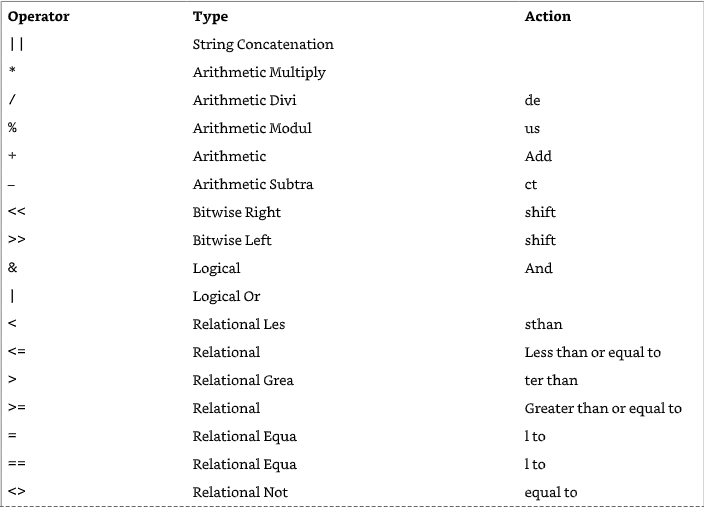 Operator Type Action
|| String Concatenation
* Arithmetic Multiply
/ Arithmetic Divi de
% Arithmetic Modul us
+ Arithmetic Add
– Arithmetic Subtra ct
<< Bitwise Right shift
>> Bitwise Left shift
& Logical And
| Logical Or
< Relational Les sthan
<= Relational Less than or equal to
> Relational Grea ter than
>= Relational Greater than or equal to
= Relational Equa l to
== Relational Equa l to
<> Relational Not equal to